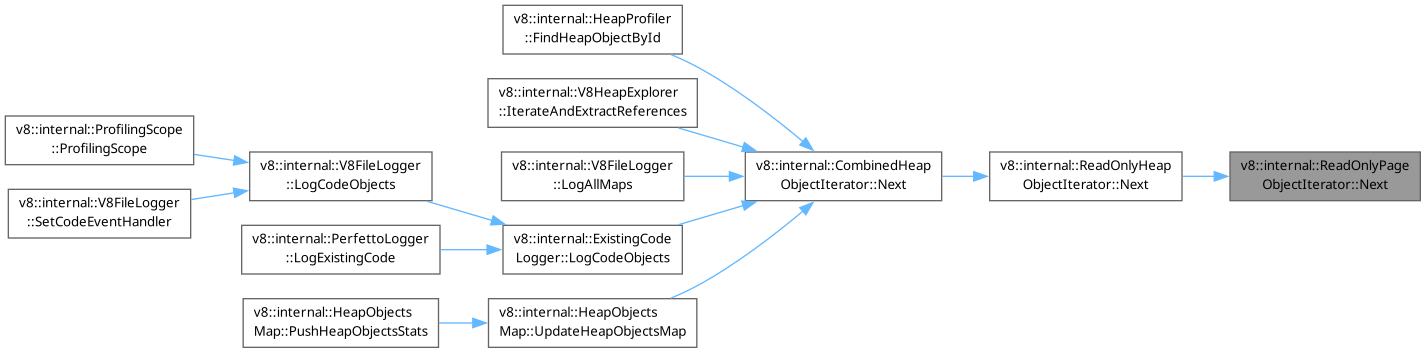 v8::internal::HeapProfiler
::FindHeapObjectById
v8::internal::V8HeapExplorer
::IterateAndExtractReferences
v8::internal::ProfilingScope
::ProfilingScope
v8::internal::V8FileLogger
::LogCodeObjects
v8::internal::V8FileLogger
::LogAllMaps
v8::internal::CombinedHeap
ObjectIterator::Next
v8::internal::ReadOnlyHeap
ObjectIterator::Next
v8::internal::ReadOnlyPage
ObjectIterator::Next
v8::internal::V8FileLogger
::SetCodeEventHandler
v8::internal::PerfettoLogger
::LogExistingCode
v8::internal::ExistingCode
Logger::LogCodeObjects
v8::internal::HeapObjects
Map::PushHeapObjectsStats
v8::internal::HeapObjects
Map::UpdateHeapObjectsMap